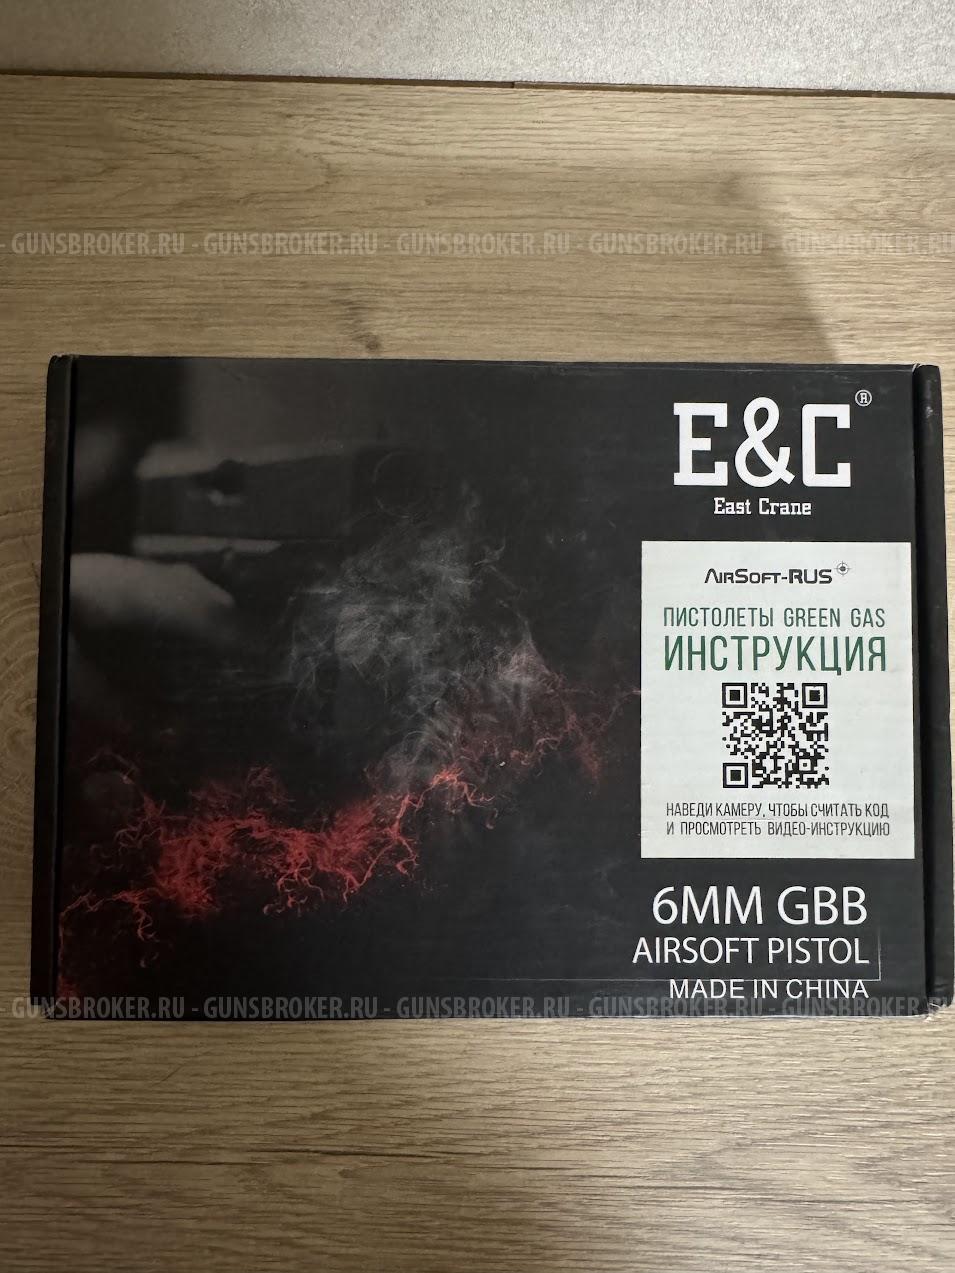 - GUNSBROKER.RU - GUNSBROKER.RU - GUNSBROKER.RU - GUNSBROKER.RU - GUNSBROKER.RU
E&C®
East Crane
AIRSOFT-RUS
ПИСТОЛЕТЫ GREEN GAS
ИНСТРУКЦИЯ
НАВЕДИ КАМЕРУ, ЧТОБЫ СЧИТАТЬ КОД
И ПРОСМОТРЕТЬ ВИДЕО-ИНСТРУКЦИЮ
6MM GBB
AIRSOFT PISTOL
MADE IN CHINA
- GUNSBROKER.RU - GUNSBROKER.RU - GUNSBROKER.RU - GUNSBROKER.RU - GUNSBROKER.RU